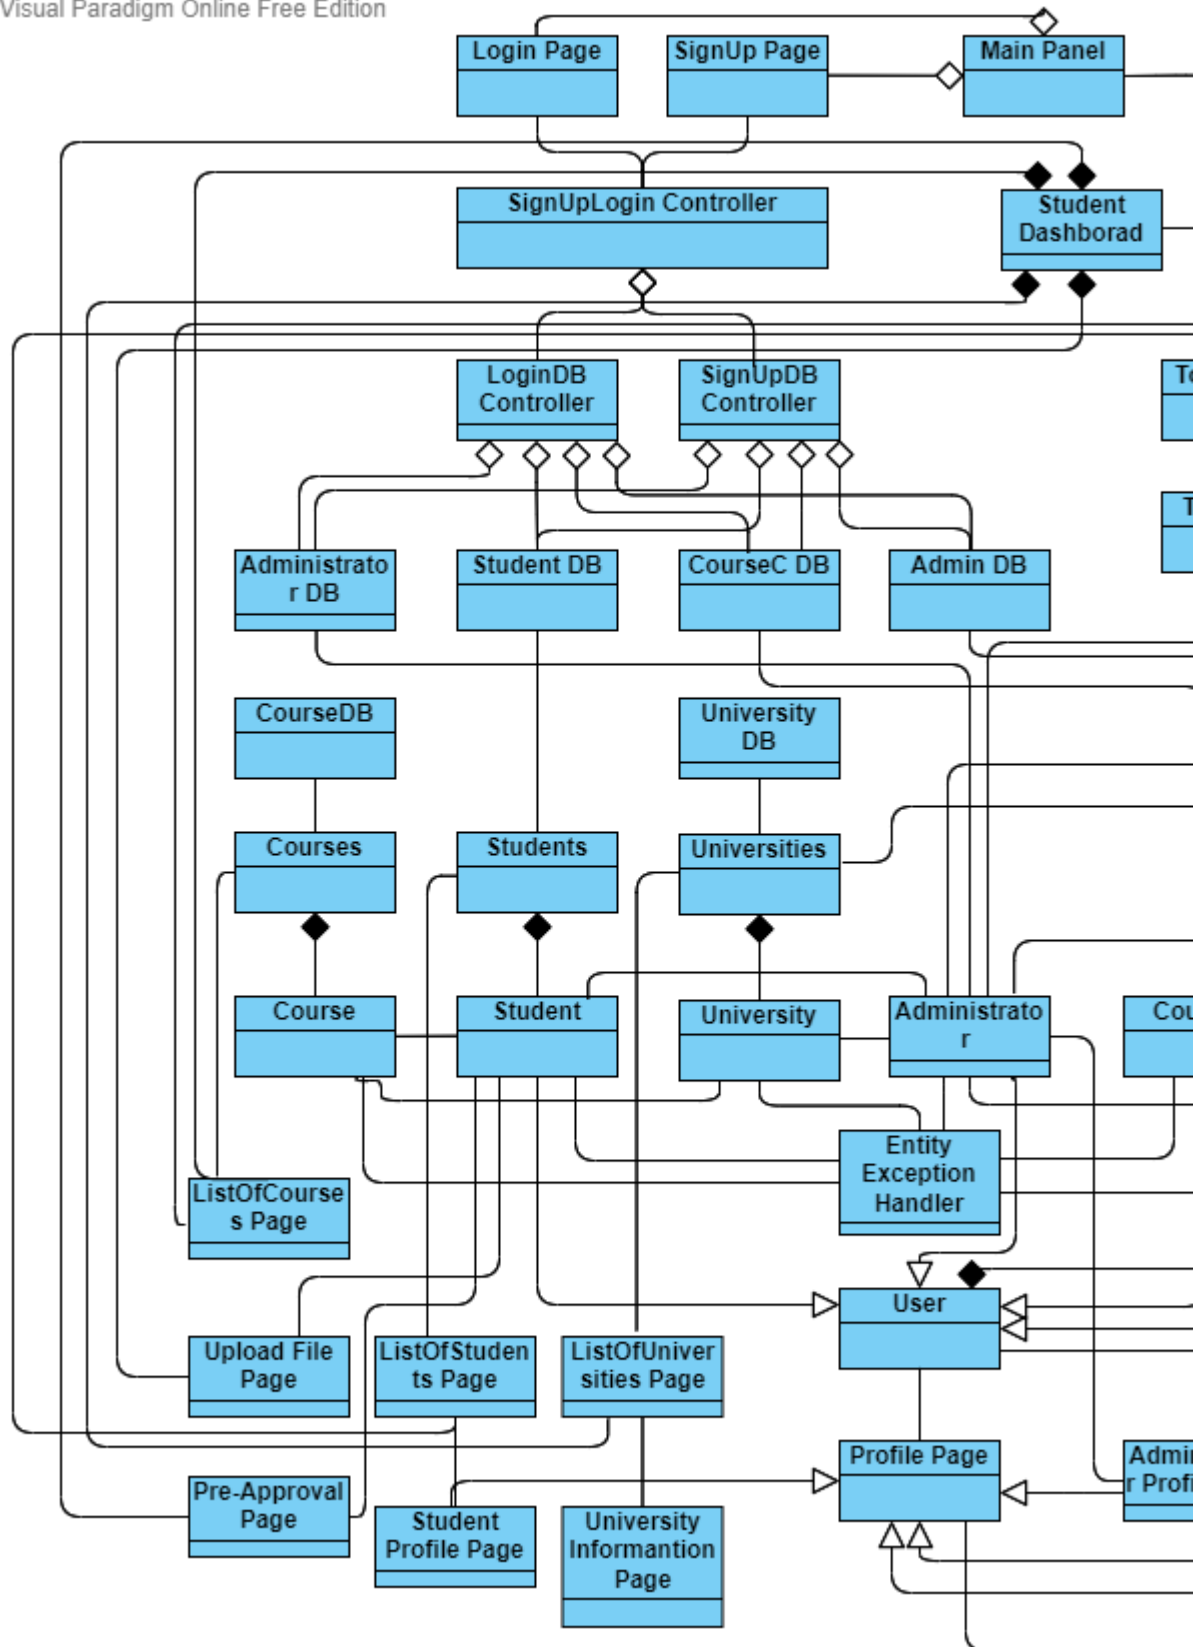 Visual Paradigm Online Free Edition
Login Page
SignUp Page
Main Panel
SignUpLogin Controller
Student
Dashborad
LoginDB
Controller
SignUpDB
Controller
Administrato
r DB
Student DB
CourseC DB
Admin DB
CourseDB
University
DB
Courses
Students
Universities
Course
Student
University
Administrato
r
Cou
Entity
Exception
Handler
ListOfCourse
s Page
User
Upload File
Page
ListOfStuden
ts Page
ListOfUniver
sities Page
Profile Page
Admin
r Profi
Pre-Approval
Page
Student
Profile Page
University
Informantion
Page